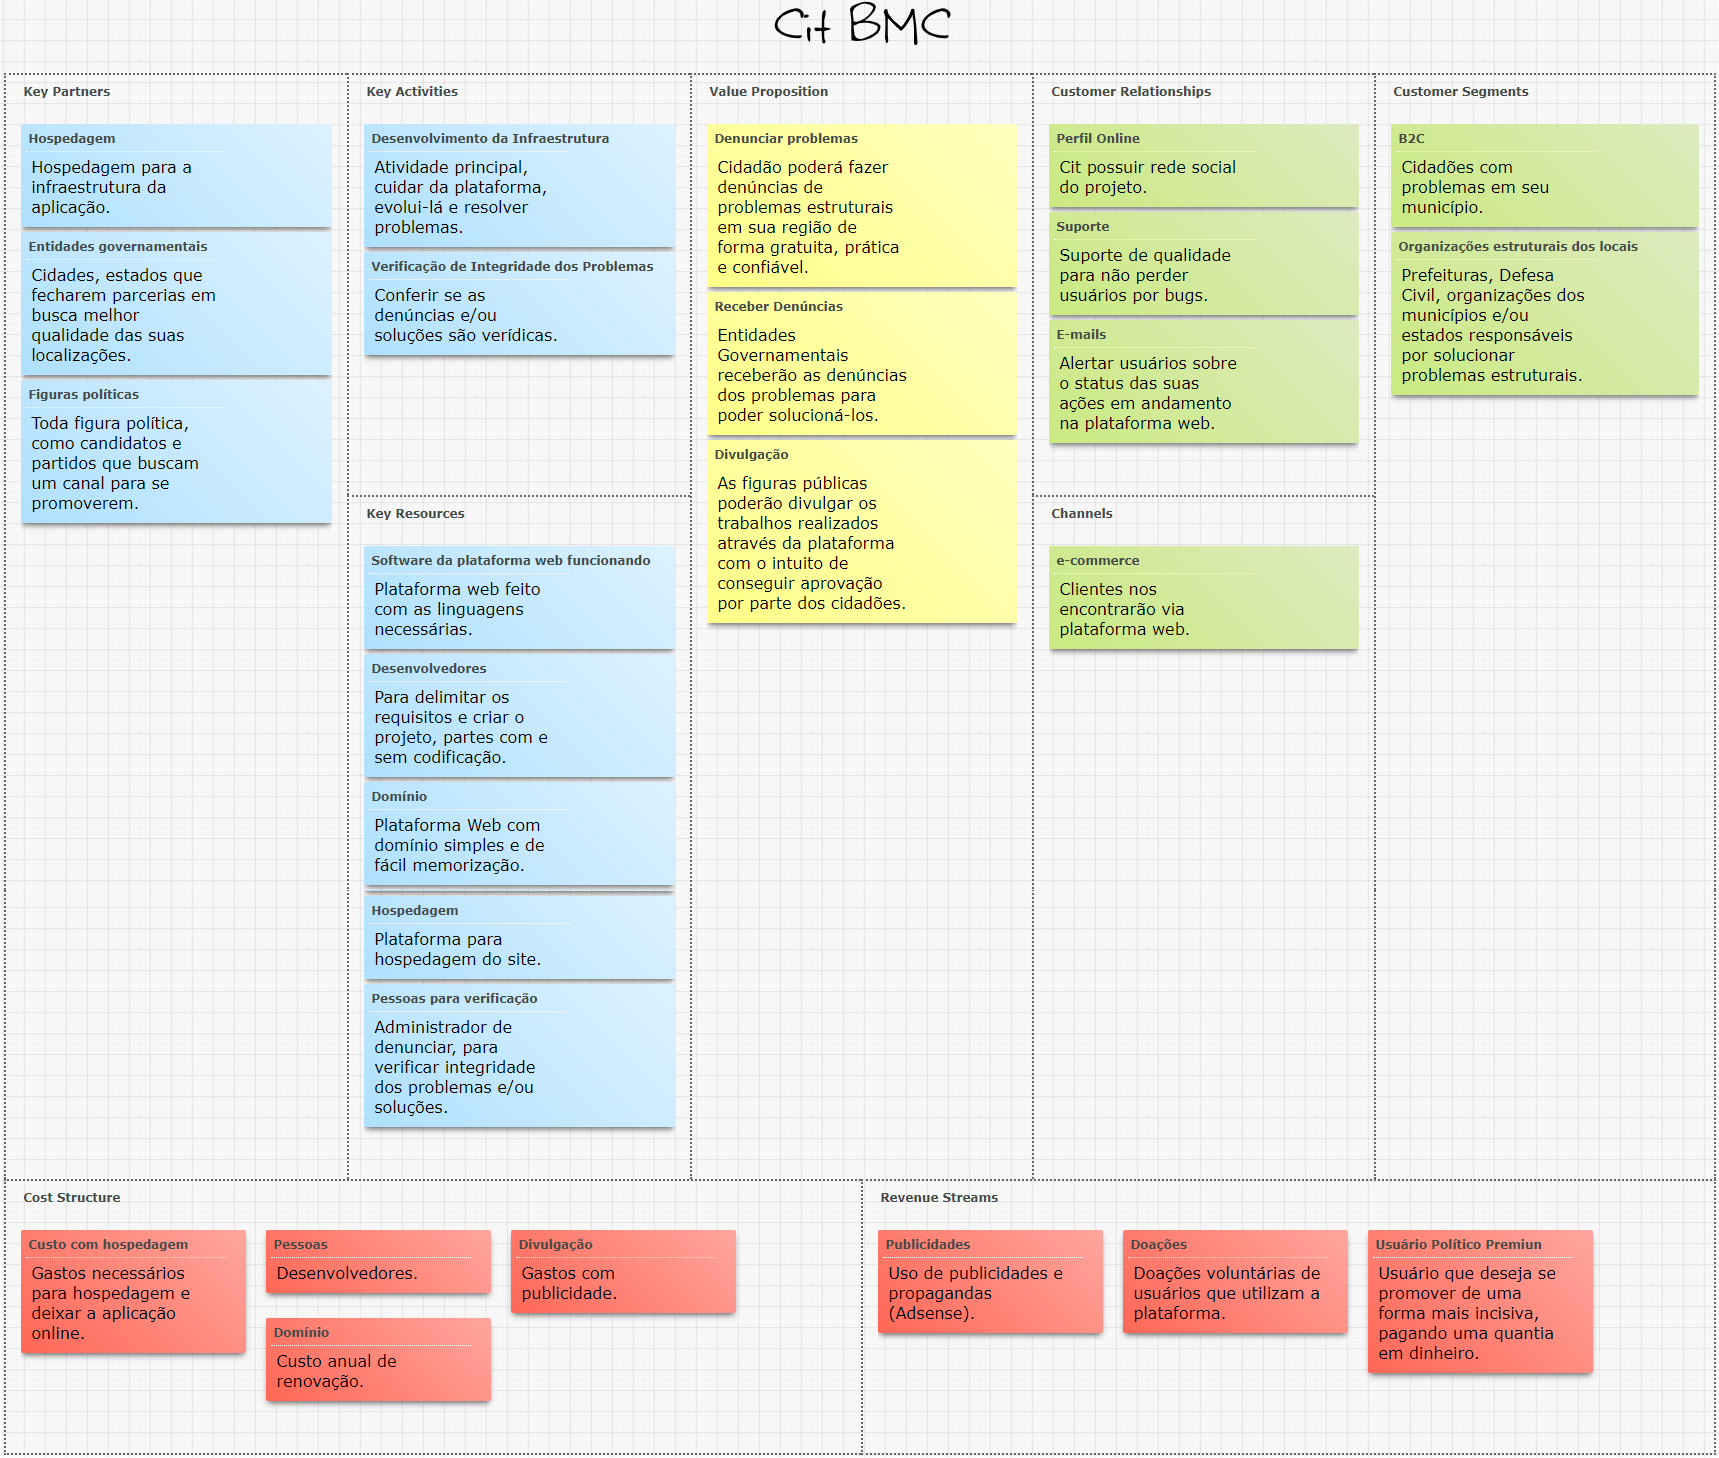 Cit BMC
Key Partners
Hospedagem
Hospedagem para a
infraestrutura da
aplicação.
Entidades governamentais
Cidades, estados que
fecharem parcerias em
busca melhor
qualidade das suas
localizações.
Figuras políticas
Toda figura política,
como candidatos e
partidos que buscam
um canal para se
promoverem.
Key Activities
Desenvolvimento da Infraestrutura
Atividade principal,
cuidar da plataforma,
evolui-lá e resolver
problemas.
Verificação de Integridade dos Problemas
Conferir se as
denúncias e/ou
soluções são verídicas.
Key Resources
Software da plataforma web funcionando
Plataforma web feito
com as linguagens
necessárias.
Desenvolvedores
Para delimitar os
requisitos e criar o
projeto, partes com e
sem codificação.
Domínio
Plataforma Web com
domínio simples e de
fácil memorização.
Hospedagem
Plataforma para
hospedagem do site.
Pessoas para verificação
Administrador de
denunciar, para
verificar integridade
dos problemas e/ou
soluções.
Value Proposition
Denunciar problemas
Cidadão poderá fazer
denúncias de
problemas estruturais
em sua região de
forma gratuita, prática
e confiável.
Receber Denúncias
Entidades
Governamentais
receberão as denúncias
dos problemas para
poder solucioná-los.
Divulgação
As figuras públicas
poderão divulgar os
trabalhos realizados
através da plataforma
com o intuito de
conseguir aprovação
por parte dos cidadões.
Customer Relationships
Perfil Online
Cit possuir rede social
do projeto.
Suporte
Suporte de qualidade
para não perder
usuários por bugs.
E-mails
Alertar usuários sobre
o status das suas
ações em andamento
na plataforma web.
Channels
e-commerce
Clientes nos
encontrarão via
plataforma web.
Customer Segments
B2C
Cidadões com
problemas em seu
município.
Organizações estruturais dos locais
Prefeituras, Defesa
Civil, organizações dos
municípios e/ou
estados responsáveis
por solucionar
problemas estruturais.
Cost Structure
Custo com hospedagem
Gastos necessários
para hospedagem e
deixar a aplicação
online.
Pessoas
Desenvolvedores.
Domínio
Custo anual de
renovação.
Divulgação
Gastos com
publicidade.
Revenue Streams
Publicidades
Uso de publicidades e
propagandas
(Adsense).
Doações
Doações voluntárias de
usuários que utilizam a
plataforma.
Usuário Político Premiun
Usuário que deseja se
promover de uma
forma mais incisiva,
pagando uma quantia
em dinheiro.